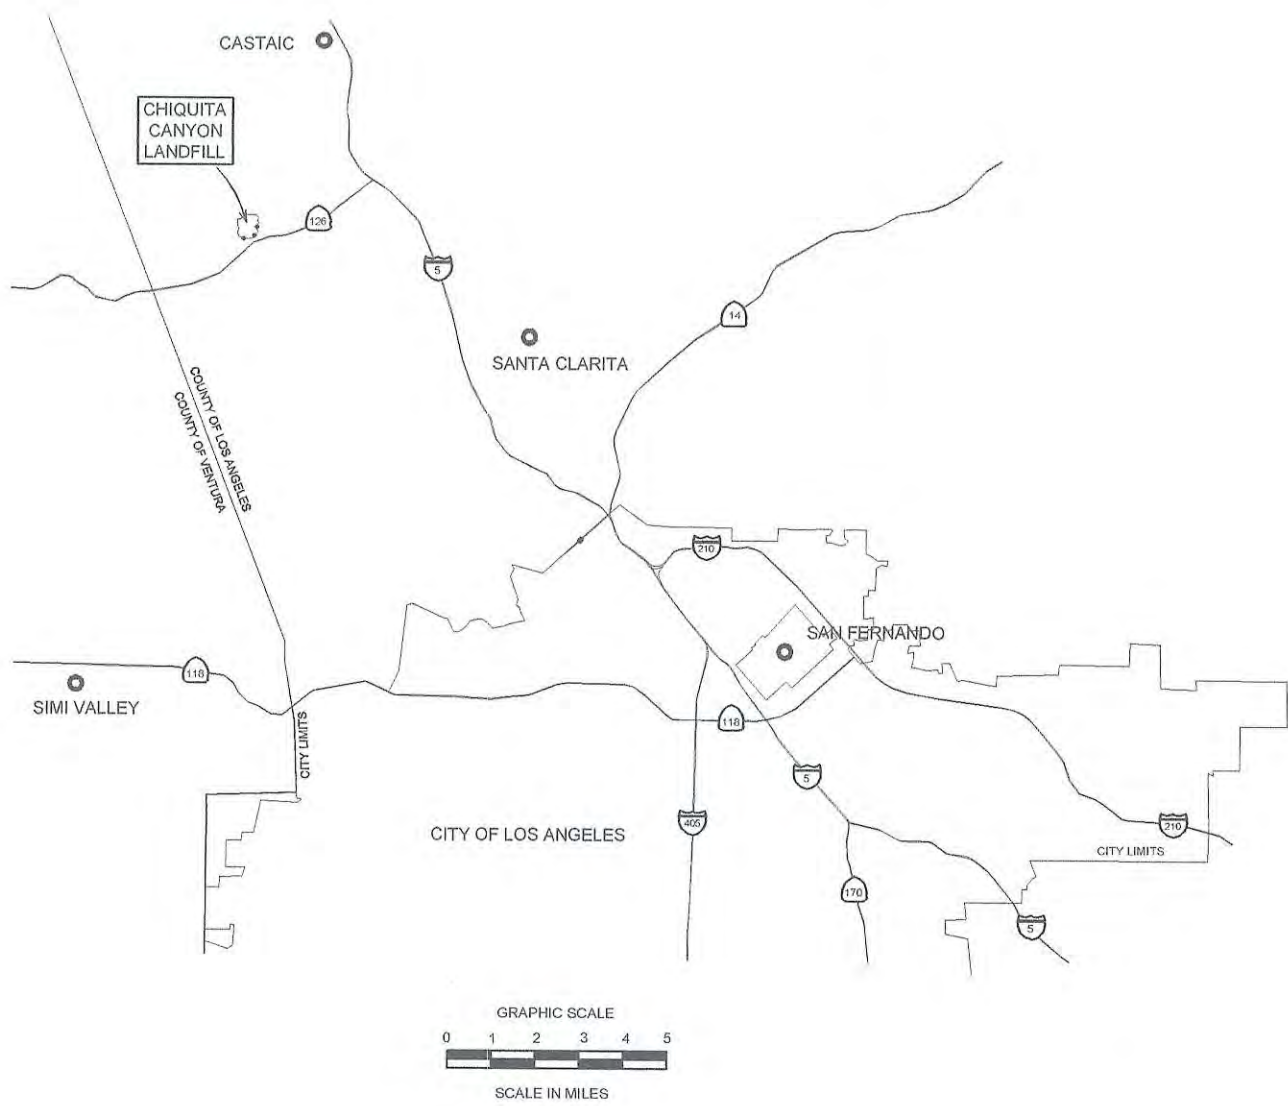 CASTAIC
CHIQUITA
CANYON
LANDFILL
126
5
14
SANTA CLARITA
COUNTY OF LOS ANGELES
COUNTY OF VENTURA
210
SAN FERNANDO
118
SIMI VALLEY
CITY LIMITS
118
5
405
CITY OF LOS ANGELES
210
CITY LIMITS
170
5
GRAPHIC SCALE
0 1 2 3 4 5
SCALE IN MILES